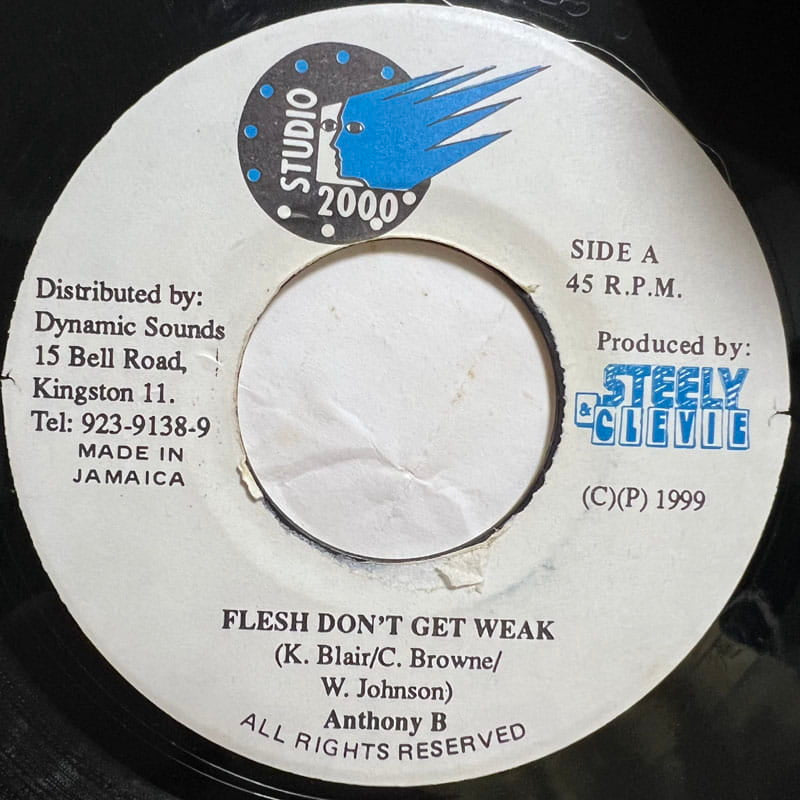 STUDIO
2000
SIDE A
45 R.P.M.
Distributed by:
Dynamic Sounds
15 Bell Road,
Kingston 11.
Tel: 923-9138-9
MADE IN
JAMAICA
Produced by:
STEELY
& CLEVIE
(C)(P) 1999
FLESH DON'T GET WEAK
(K. Blair/C. Browne/
W. Johnson)
Anthony B
ALL RIGHTS RESERVED